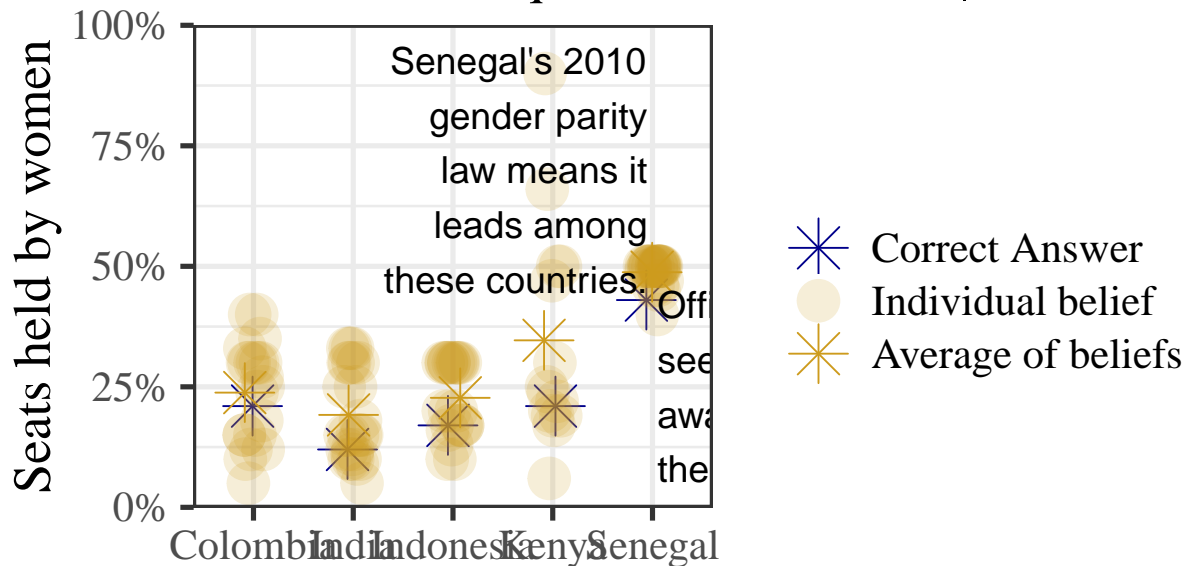 100%
75%
50%
25%
0%
Seats held by women
Senegal's 2010
gender parity
law means it
leads among
these countries.
Colombia
India
Indonesia
Kenya
Senegal
Correct Answer
Individual belief
Average of beliefs